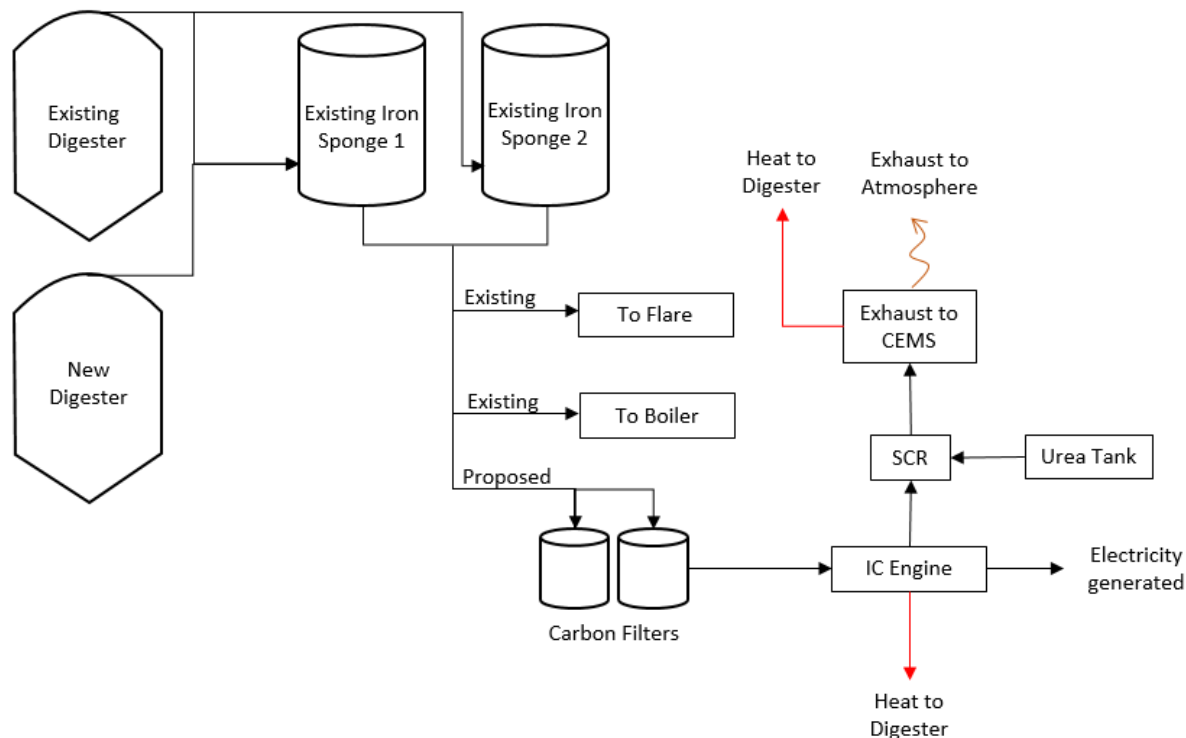 Existing
Digester
Existing Iron
Sponge 1
Existing Iron
Sponge 2
Heat to
Digester
Exhaust to
Atmosphere
Existing
To Flare
Exhaust to
CEMS
New
Digester
Existing
To Boiler
SCR
Urea Tank
Proposed
IC Engine
Electricity
generated
Carbon Filters
Heat to
Digester